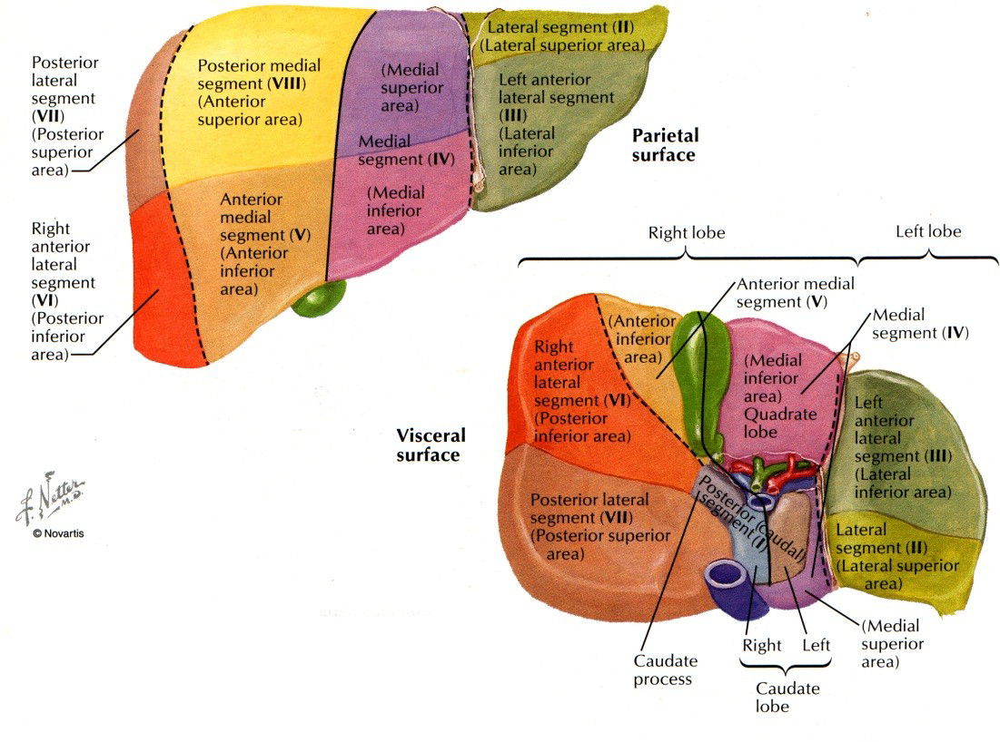 Posterior
lateral
segment
(VII)
(Posterior
superior
area)
Posterior medial
segment (VIII)
(Anterior
superior area)
(Medial
superior
area)
Lateral segment (II)
(Lateral superior area)
Left anterior
lateral segment
(III)
(Lateral
inferior
area)
Parietal
surface
Medial
segment (IV)
(Medial
inferior
area)
Right
anterior
lateral
segment
(VI)
(Posterior
inferior
area)
Anterior
medial
segment (V)
(Anterior
inferior
area)
Right lobe
Left lobe
Anterior medial
segment (V)
Medial
segment (IV)
(Anterior
inferior
area)
Right
anterior
lateral
segment (VI)
(Posterior
inferior area)
(Medial
inferior
area)
Quadrate
lobe
Left
anterior
lateral
segment (III)
(Lateral
inferior area)
Visceral
surface
Posterior (caudal)
segment (I)
Posterior lateral
segment (VII)
(Posterior superior
area)
Lateral
segment (II)
(Lateral superior
area)
F. Netter
M.D.
© Novartis
Caudate
process
Right
Left
Caudate
lobe
(Medial
superior
area)